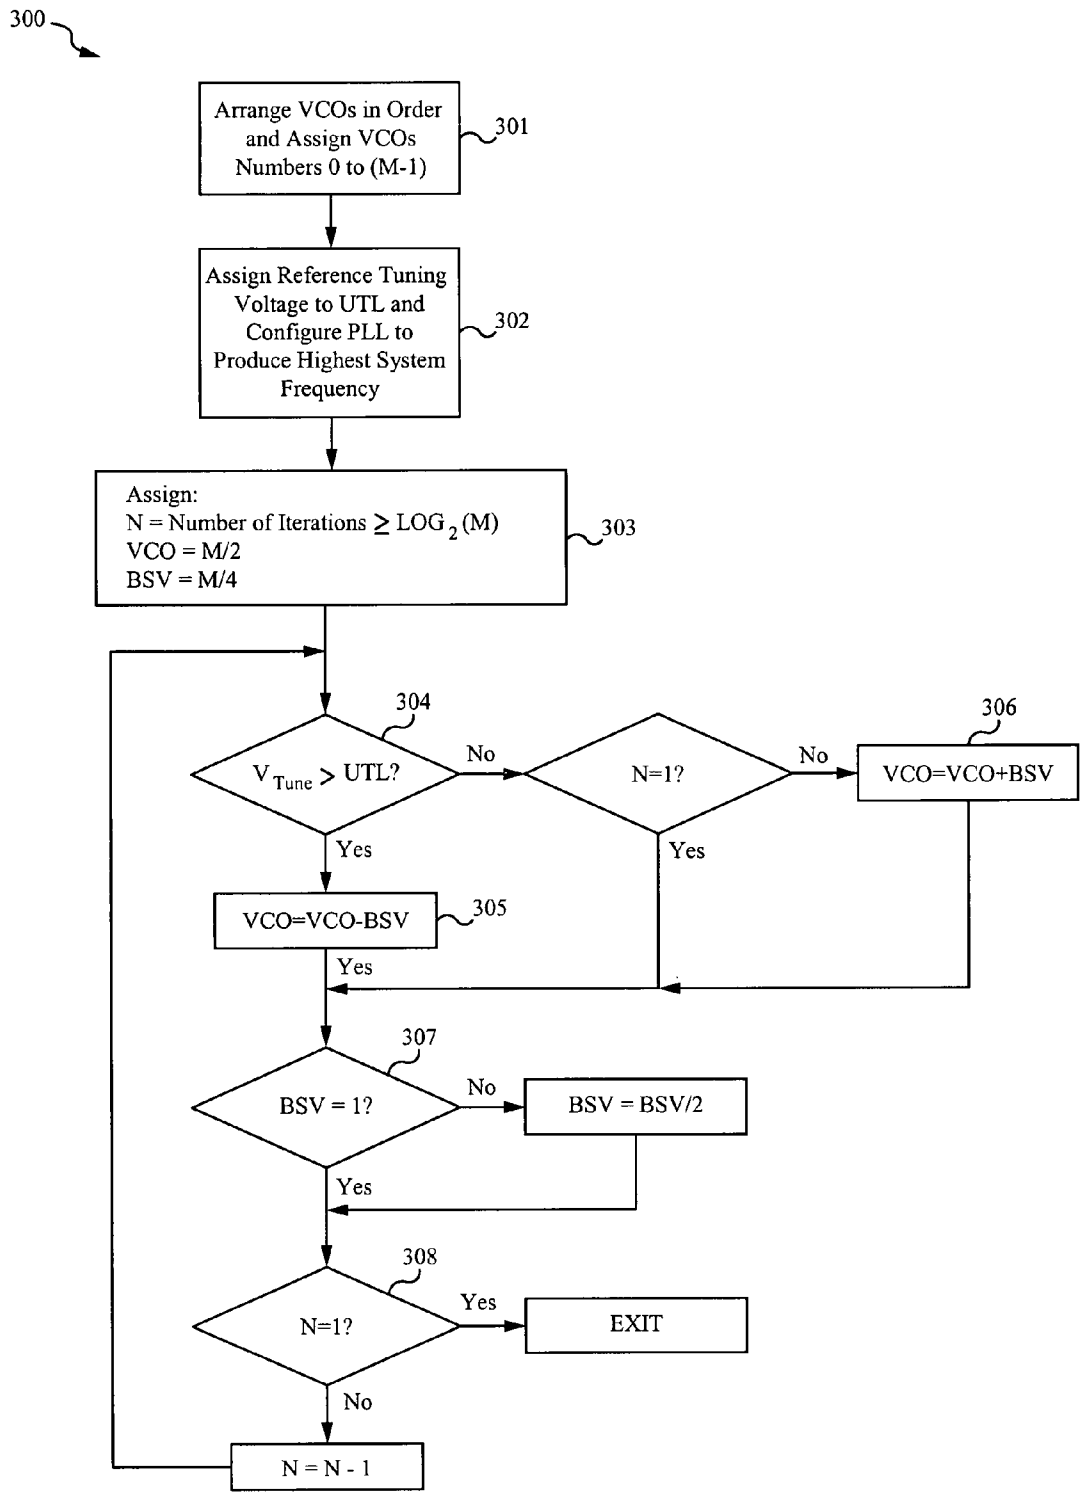 300
Arrange VCOs in Order
and Assign VCOs
Numbers 0 to (M-1)
301
Assign Reference Tuning
Voltage to UTL and
Configure PLL to
Produce Highest System
Frequency
302
Assign:
N = Number of Iterations ≥ LOG₂(M)
VCO = M/2
BSV = M/4
303
304
V Tune > UTL?
No
N=1?
No
306
VCO=VCO+BSV
Yes
Yes
VCO=VCO-BSV
305
Yes
307
BSV = 1?
No
BSV = BSV/2
Yes
308
N=1?
Yes
EXIT
No
N = N - 1